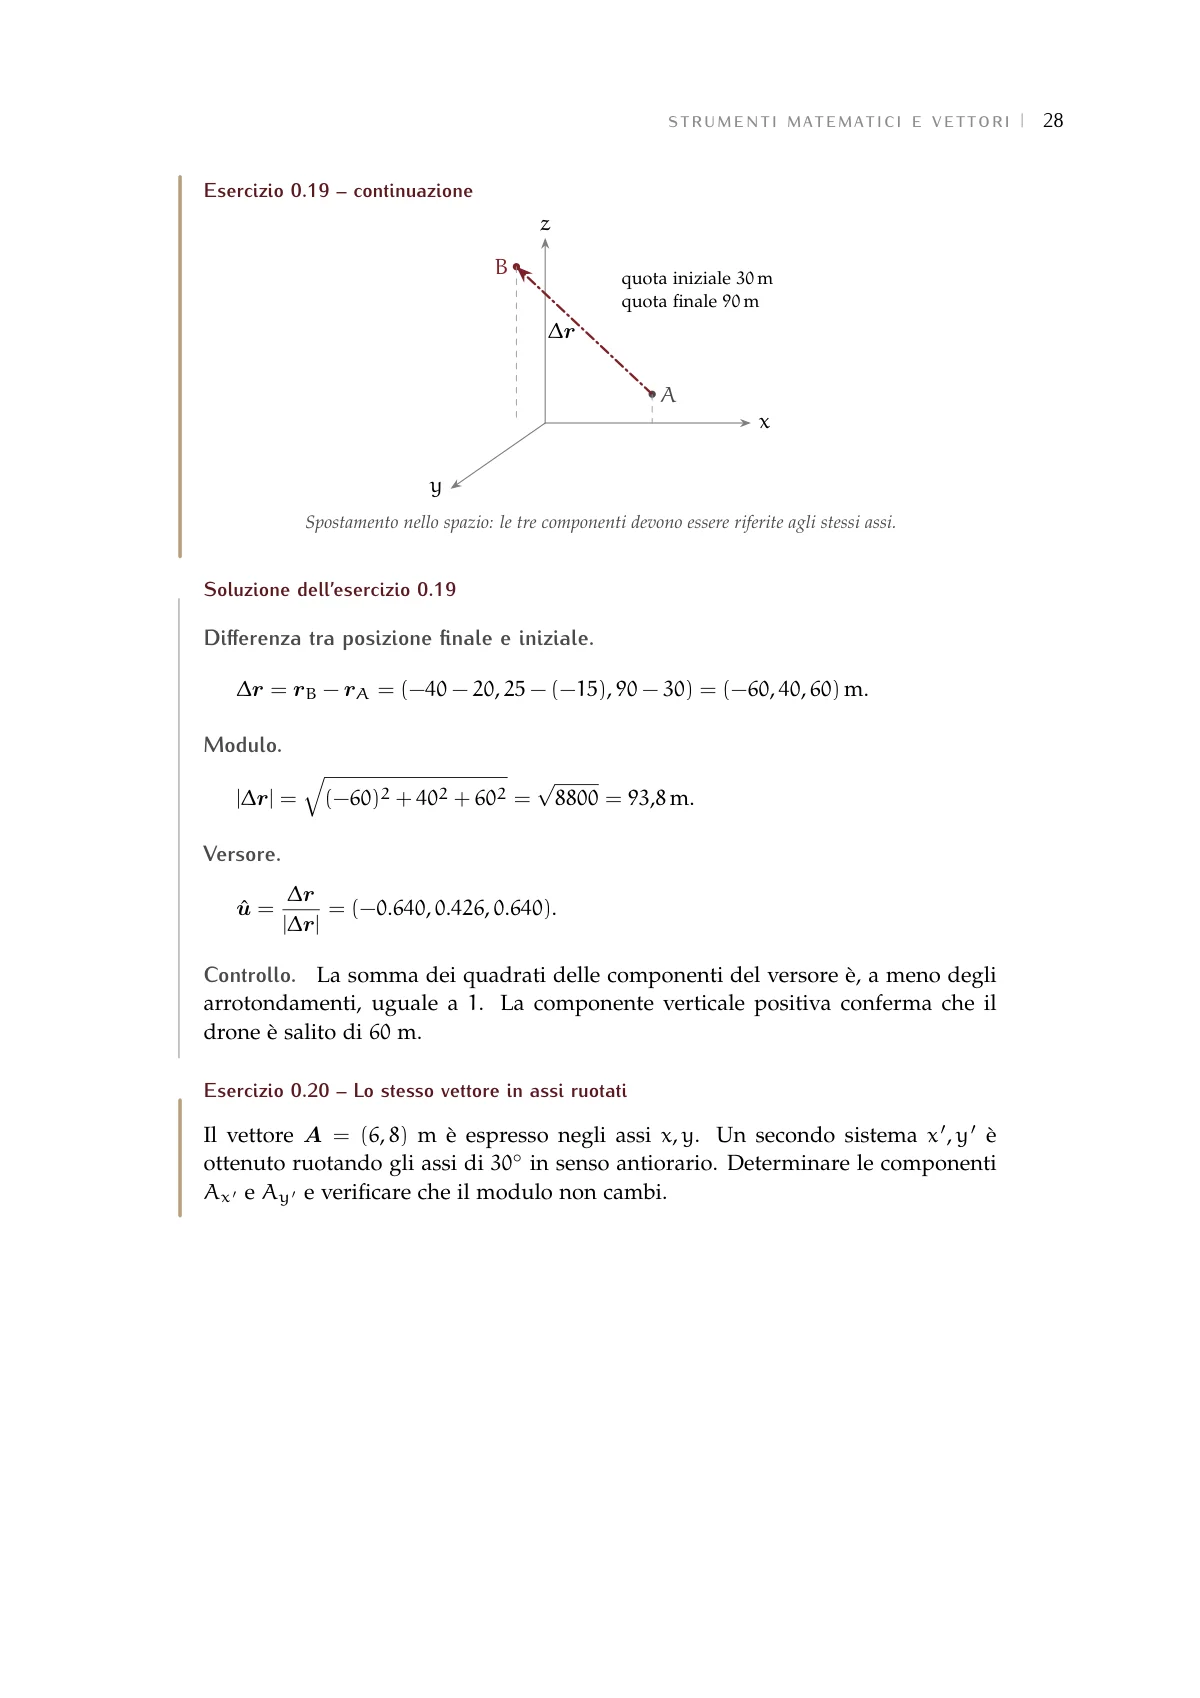 STRUMENTI MATEMATICI E VETTORI | 28
Esercizio 0.19 – continuazione
z
B
quota iniziale 30 m
quota finale 90 m
Δr
A
x
y
Spostamento nello spazio: le tre componenti devono essere riferite agli stessi assi.
Soluzione dell'esercizio 0.19
Differenza tra posizione finale e iniziale.
Δr = r_B − r_A = (−40 − 20, 25 − (−15), 90 − 30) = (−60, 40, 60) m.
Modulo.
|Δr| = √((−60)² + 40² + 60²) = √8800 = 93,8 m.
Versore.
û = Δr / |Δr| = (−0.640, 0.426, 0.640).
Controllo. La somma dei quadrati delle componenti del versore è, a meno degli
arrotondamenti, uguale a 1. La componente verticale positiva conferma che il
drone è salito di 60 m.
Esercizio 0.20 – Lo stesso vettore in assi ruotati
Il vettore A = (6, 8) m è espresso negli assi x, y. Un secondo sistema x′, y′ è
ottenuto ruotando gli assi di 30° in senso antiorario. Determinare le componenti
A_x′ e A_y′ e verificare che il modulo non cambi.